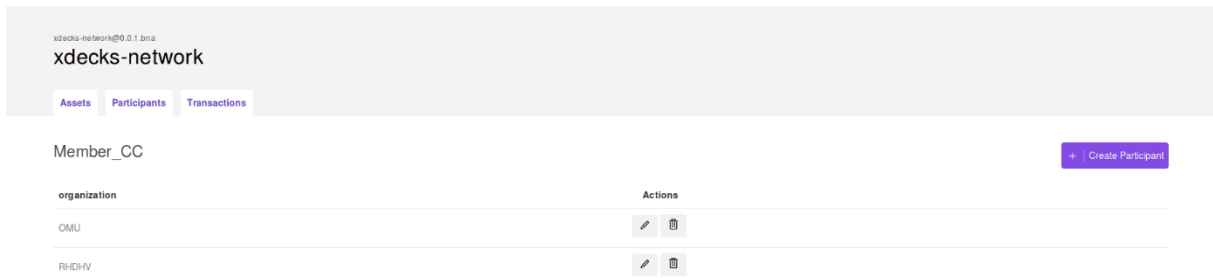 xdecks-network@0.0.1.bna
xdecks-network
Assets Participants Transactions
Member_CC
+ | Create Participant
organization Actions
OMU
RHDHV